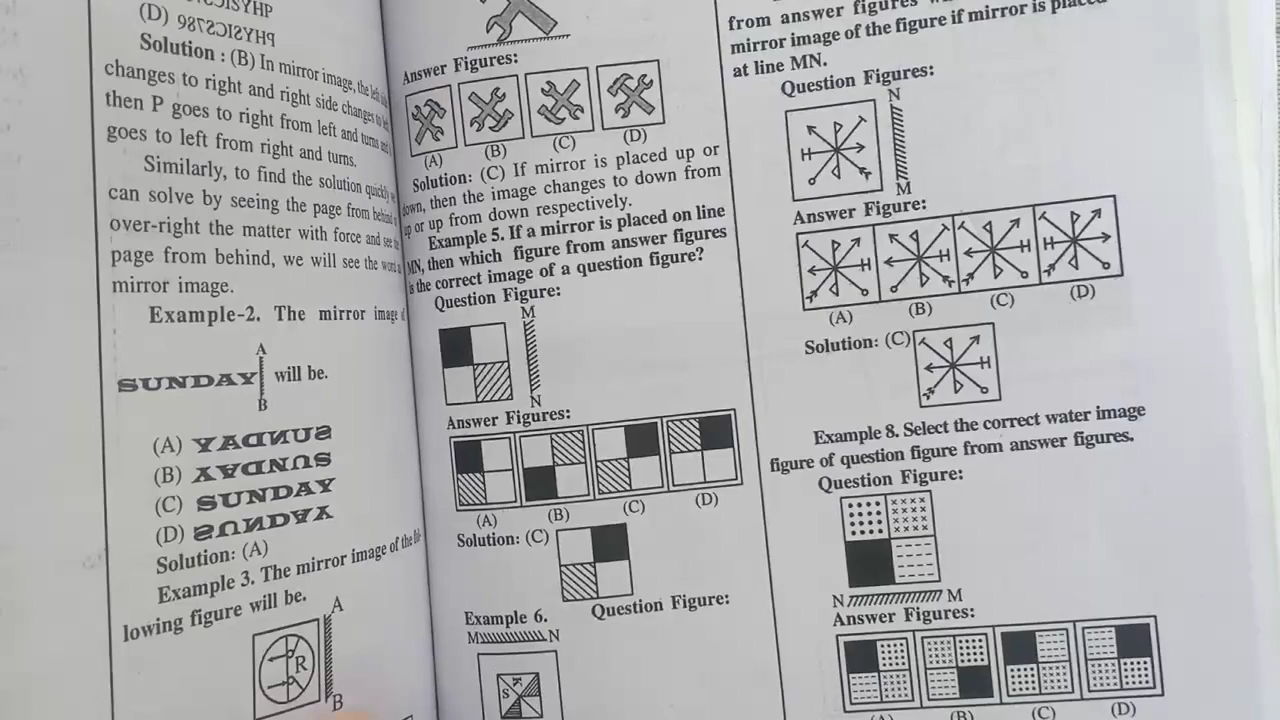 (D) PHYSICS2786
Solution : (B) In mirror image, the left side
changes to right and right side changes to left
then P goes to right from left and turns and
goes to left from right and turns.
Similarly, to find the solution quickly
can solve by seeing the page from behind
over-right the matter with force and see the
page from behind, we will see the word
mirror image.
Example-2. The mirror image of
A
SUNDAY will be.
B
(A) SUNDAY
(B) SUNDAY
(C) SUNDAY
(D) SUNDAY
Solution: (A)
Example 3. The mirror image of the fol-
lowing figure will be.
A
R
B
Answer Figures:
(A) (B) (C) (D)
Solution: (C) If mirror is placed up or
down, then the image changes to down from
up or up from down respectively.
Example 5. If a mirror is placed on line
MN, then which figure from answer figures
is the correct image of a question figure?
Question Figure:
M
N
Answer Figures:
(A) (B) (C) (D)
Solution: (C)
Example 6. Question Figure:
M N
S
from answer figures
mirror image of the figure if mirror is placed
at line MN.
Question Figures:
N
M
Answer Figure:
(A) (B) (C) (D)
Solution: (C)
Example 8. Select the correct water image
figure of question figure from answer figures.
Question Figure:
N M
Answer Figures:
(A) (B) (C) (D)